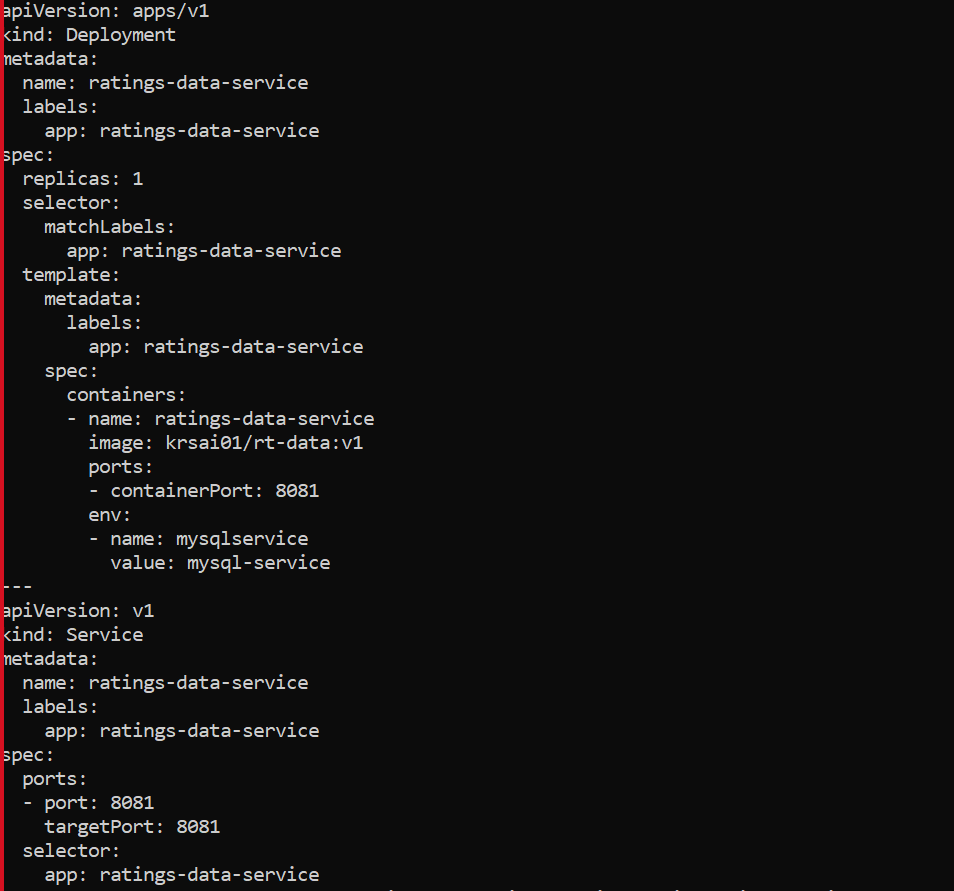 apiVersion: apps/v1
kind: Deployment
metadata:
  name: ratings-data-service
  labels:
    app: ratings-data-service
spec:
  replicas: 1
  selector:
    matchLabels:
      app: ratings-data-service
  template:
    metadata:
      labels:
        app: ratings-data-service
    spec:
      containers:
      - name: ratings-data-service
        image: krsai01/rt-data:v1
        ports:
        - containerPort: 8081
        env:
        - name: mysqlservice
          value: mysql-service
---
apiVersion: v1
kind: Service
metadata:
  name: ratings-data-service
  labels:
    app: ratings-data-service
spec:
  ports:
  - port: 8081
    targetPort: 8081
  selector:
    app: ratings-data-service